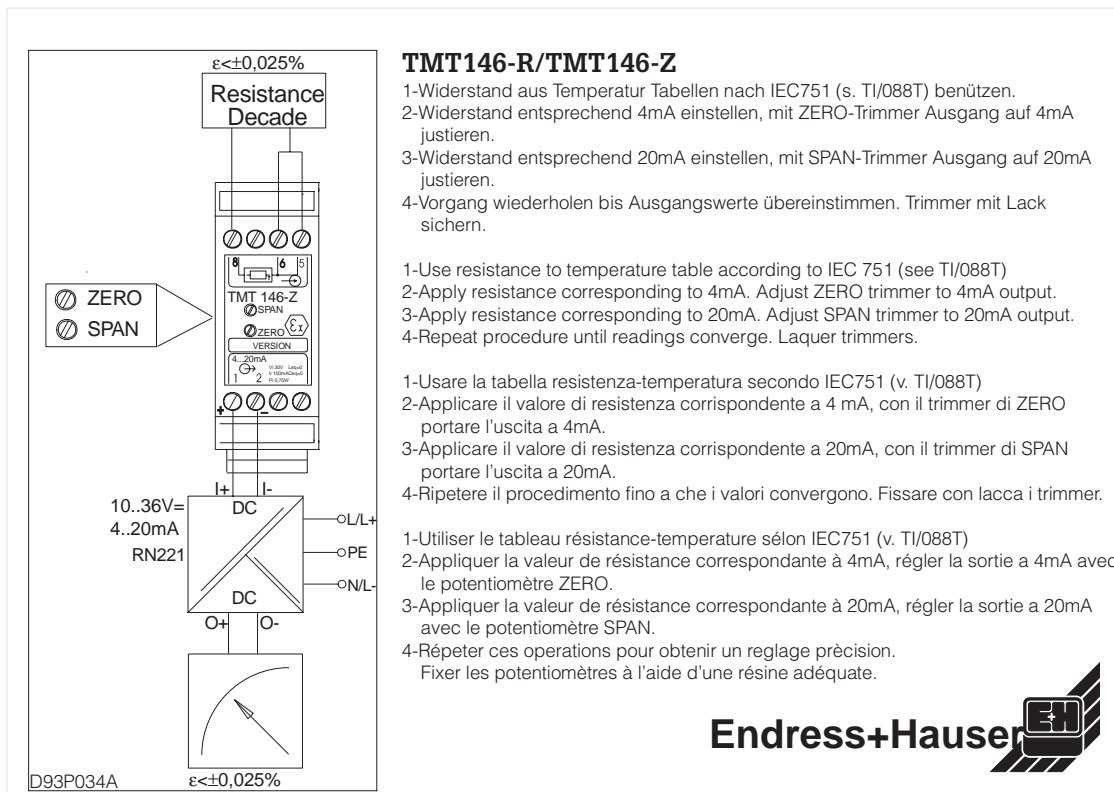 ε<±0,025%
Resistance
Decade
8 6 5
TMT 146-Z
SPAN
ZERO
εx
VERSION
4...20mA
Vi 30V Leq=0
Ii 100mA Ceq=0
Pi 0.75W
1 2
+ –
ZERO
SPAN
I+ I-
10..36V=
4..20mA
RN221
DC
DC
L/L+
PE
N/L-
O+ O-
D93P034A
ε<±0,025%
TMT146-R/TMT146-Z
1-Widerstand aus Temperatur Tabellen nach IEC751 (s. TI/088T) benützen.
2-Widerstand entsprechend 4mA einstellen, mit ZERO-Trimmer Ausgang auf 4mA
justieren.
3-Widerstand entsprechend 20mA einstellen, mit SPAN-Trimmer Ausgang auf 20mA
justieren.
4-Vorgang wiederholen bis Ausgangswerte übereinstimmen. Trimmer mit Lack
sichern.
1-Use resistance to temperature table according to IEC 751 (see TI/088T)
2-Apply resistance corresponding to 4mA. Adjust ZERO trimmer to 4mA output.
3-Apply resistance corresponding to 20mA. Adjust SPAN trimmer to 20mA output.
4-Repeat procedure until readings converge. Laquer trimmers.
1-Usare la tabella resistenza-temperatura secondo IEC751 (v. TI/088T)
2-Applicare il valore di resistenza corrispondente a 4 mA, con il trimmer di ZERO
portare l'uscita a 4mA.
3-Applicare il valore di resistenza corrispondente a 20mA, con il trimmer di SPAN
portare l'uscita a 20mA.
4-Ripetere il procedimento fino a che i valori convergono. Fissare con lacca i trimmer.
1-Utiliser le tableau résistance-temperature sélon IEC751 (v. TI/088T)
2-Appliquer la valeur de résistance correspondante à 4mA, régler la sortie a 4mA avec
le potentiomètre ZERO.
3-Appliquer la valeur de résistance correspondante à 20mA, régler la sortie a 20mA
avec le potentiomètre SPAN.
4-Répeter ces operations pour obtenir un reglage prècision.
Fixer les potentiomètres à l'aide d'une résine adéquate.
Endress+Hauser
E+H